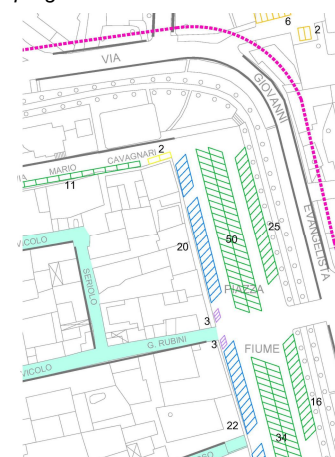 6
2
VIA
GIOVANNI
EVANGELISTA
MARIO
CAVAGNARI
2
11
20
50
25
VICOLO
SERIOLO
PIAZZA
3
3
G. RUBINI
FIUME
VICOLO
22
34
16